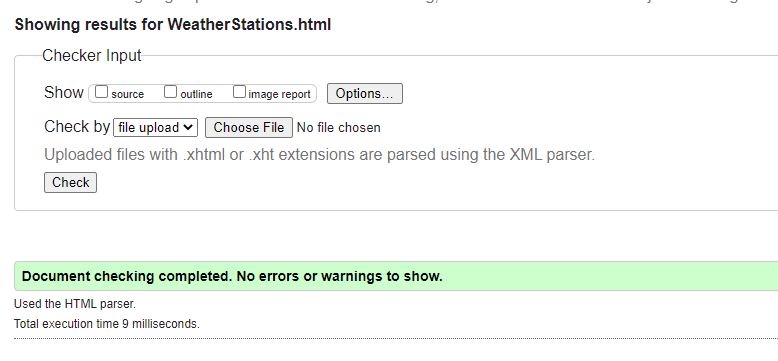 Showing results for WeatherStations.html
Checker Input
Show source outline image report Options...
Check by file upload Choose File No file chosen
Uploaded files with .xhtml or .xht extensions are parsed using the XML parser.
Check
Document checking completed. No errors or warnings to show.
Used the HTML parser.
Total execution time 9 milliseconds.